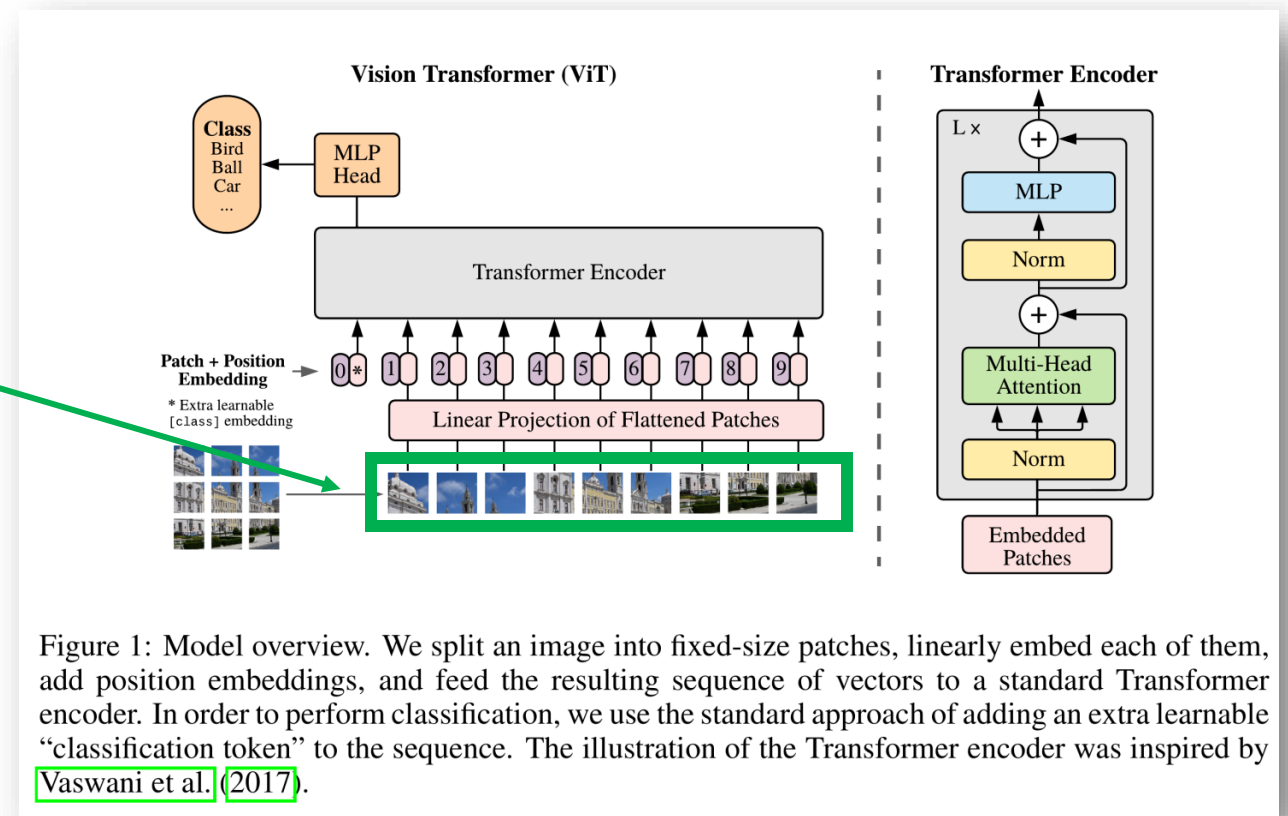 Vision Transformer (ViT)
Class
Bird
Ball
Car
...
MLP
Head
Transformer Encoder
Patch + Position
Embedding
0 * 1 2 3 4 5 6 7 8 9
* Extra learnable
[class] embedding
Linear Projection of Flattened Patches
Transformer Encoder
L x
+
MLP
Norm
+
Multi-Head
Attention
Norm
Embedded
Patches
Figure 1: Model overview. We split an image into fixed-size patches, linearly embed each of them,
add position embeddings, and feed the resulting sequence of vectors to a standard Transformer
encoder. In order to perform classification, we use the standard approach of adding an extra learnable
“classification token” to the sequence. The illustration of the Transformer encoder was inspired by
Vaswani et al. (2017).